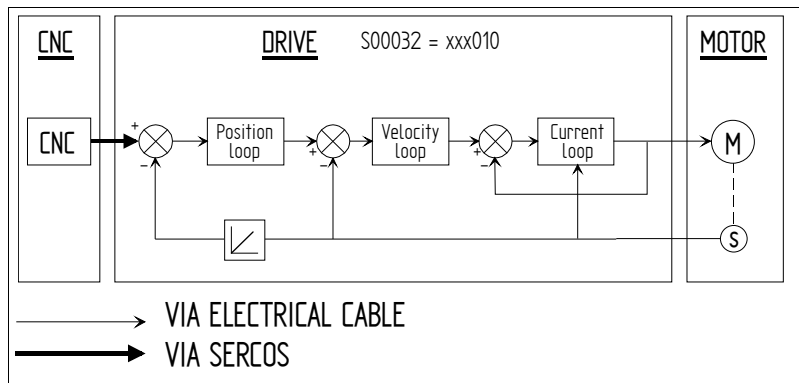 CNC
DRIVE S00032 = xxx010
MOTOR
CNC
+
−
Position
loop
+
−
Velocity
loop
+
−
Current
loop
M
S
VIA ELECTRICAL CABLE
VIA SERCOS